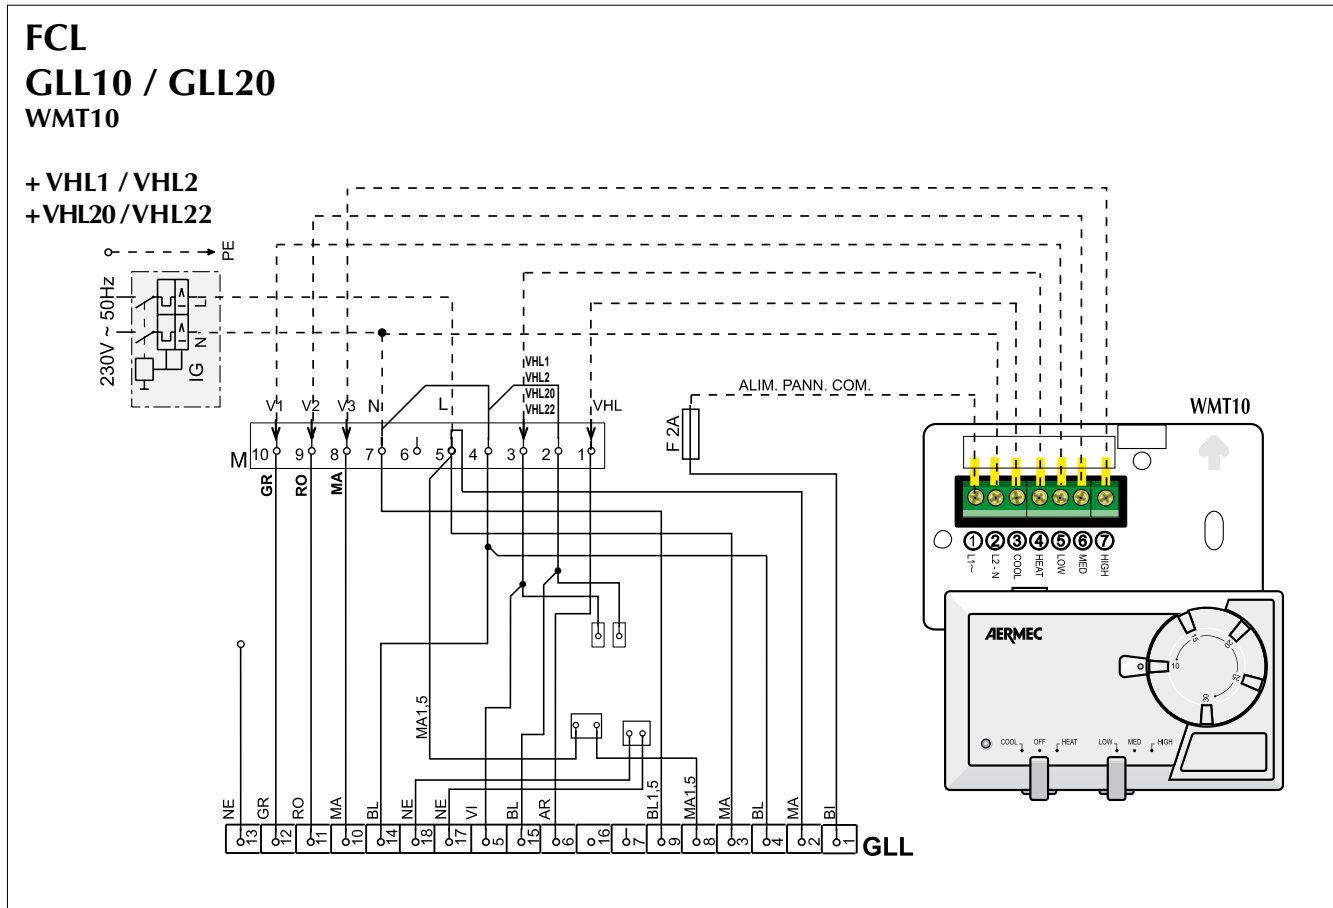 FCL
GLL10 / GLL20
WMT10
+ VHL1 / VHL2
+VHL20/VHL22
PE
230V ~ 50Hz
L
N
IG
VHL1
VHL2
VHL20
VHL22
V1 V2 V3 N L VHL
ALIM. PANN. COM.
F 2A
WMT10
M 10 9 8 7 6 5 4 3 2 1
GR RO MA
1 2 3 4 5 6 7
L1~ L2 - N COOL HEAT LOW MED HIGH
AERMEC
10 15 20 25 30
COOL OFF HEAT LOW MED HIGH
MA1,5
NE GR RO MA BL NE NE VI BL AR BL1,5 MA1,5 MA BL MA BI
13 12 11 10 14 18 17 5 15 6 16 7 9 8 3 4 2 1
GLL